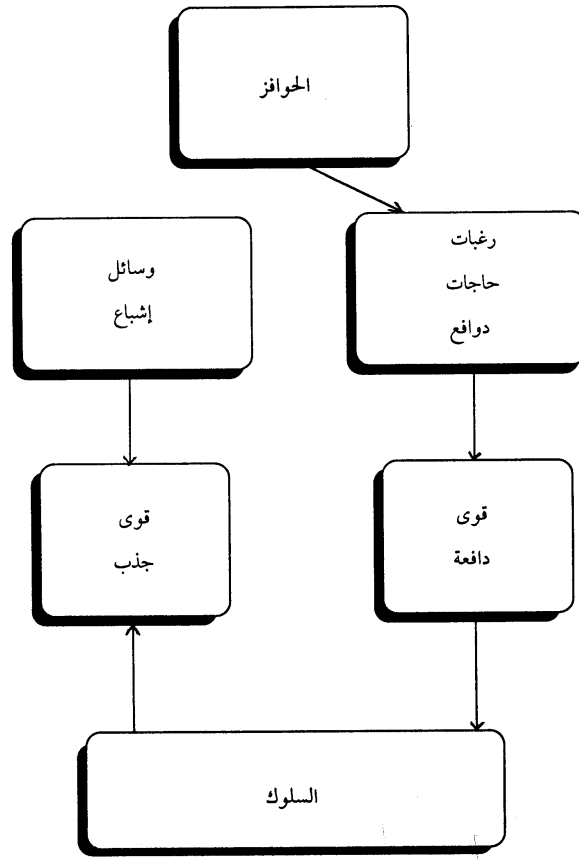 الحوافز
رغبات
حاجات
دوافع
وسائل
إشباع
قوى
دافعة
قوى
جذب
السلوك